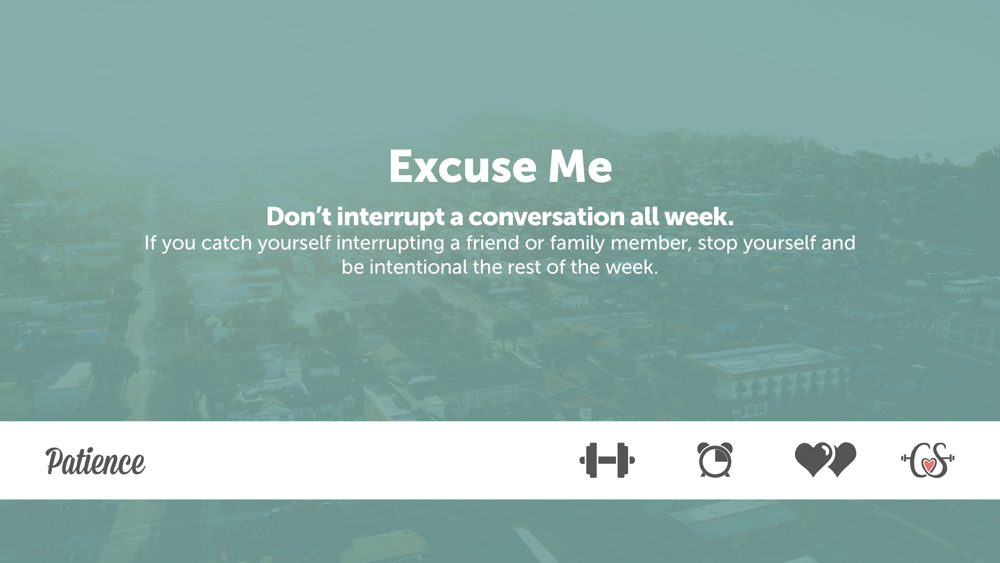 Excuse Me
Don’t interrupt a conversation all week.
If you catch yourself interrupting a friend or family member, stop yourself and
be intentional the rest of the week.
Patience
CS